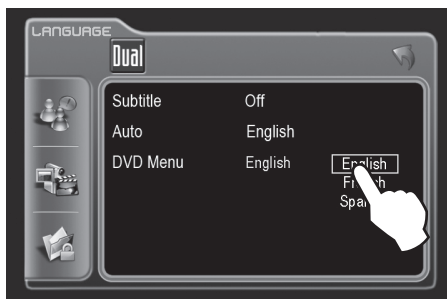 LANGUAGE
Dual
Subtitle Off
Auto English
DVD Menu English English